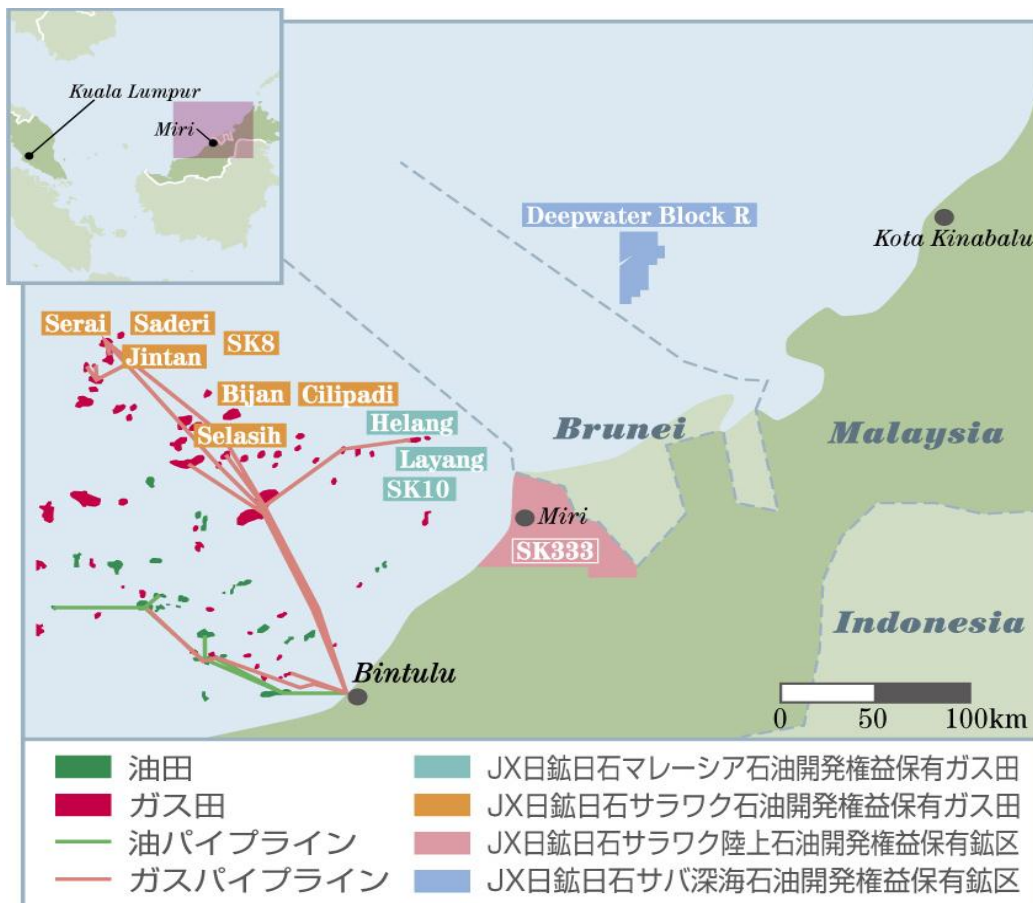 Kuala Lumpur
Miri
Deepwater Block R
Kota Kinabalu
Serai
Saderi
SK8
Jintan
Bijan
Cilipadi
Helang
Selasih
Brunei
Malaysia
Layang
SK10
Miri
SK333
Indonesia
Bintulu
0 50 100km
油田
ガス田
油パイプライン
ガスパイプライン
JX日鉱日石マレーシア石油開発権益保有ガス田
JX日鉱日石サラワク石油開発権益保有ガス田
JX日鉱日石サラワク陸上石油開発権益保有鉱区
JX日鉱日石サバ深海石油開発権益保有鉱区